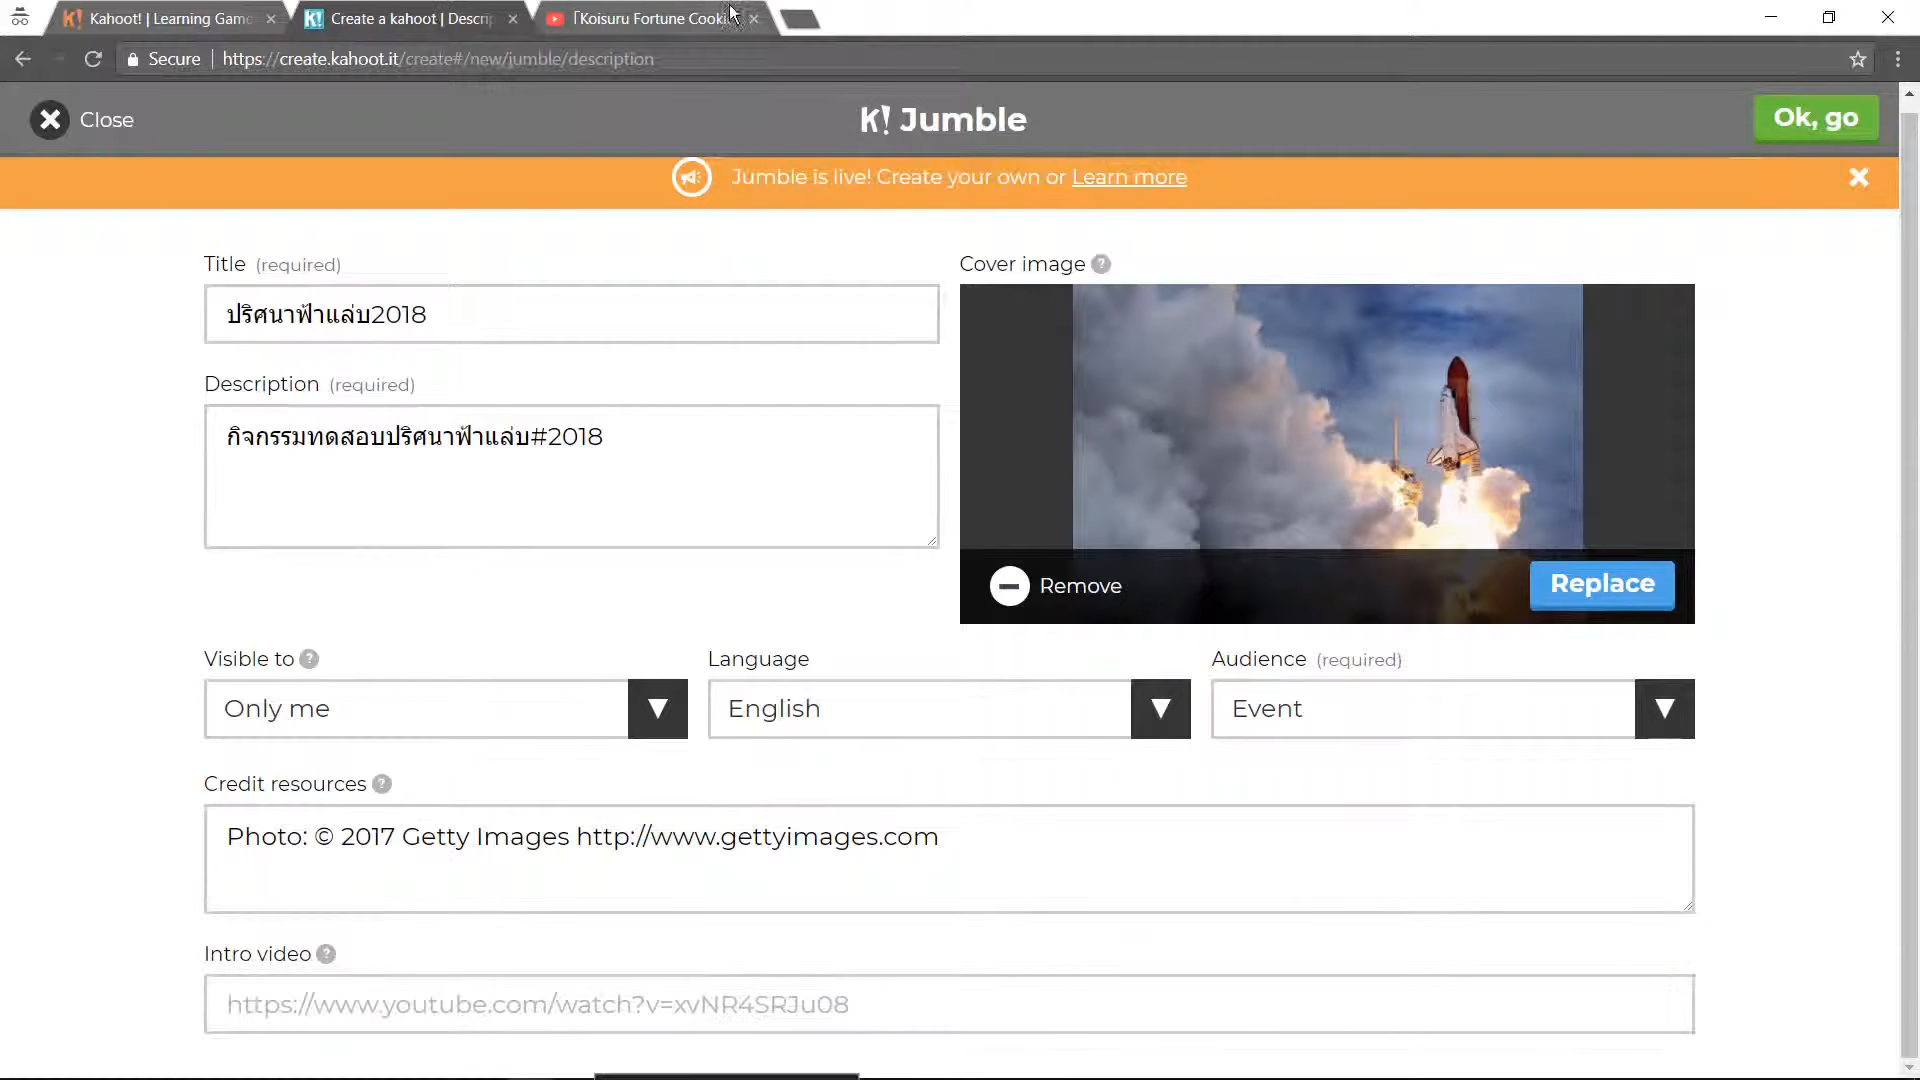 Kahoot! | Learning Game
Create a kahoot | Descrip
「Koisuru Fortune Cooki
Secure
https://create.kahoot.it/create#/new/jumble/description
Close
K! Jumble
Ok, go
Jumble is live! Create your own or Learn more
Title (required)
ปริศนาฟ้าแล่บ2018
Description (required)
กิจกรรมทดสอบปริศนาฟ้าแล่บ#2018
Cover image ?
Remove
Replace
Visible to ?
Only me
Language
English
Audience (required)
Event
Credit resources ?
Photo: © 2017 Getty Images http://www.gettyimages.com
Intro video ?
https://www.youtube.com/watch?v=xvNR4SRJu08